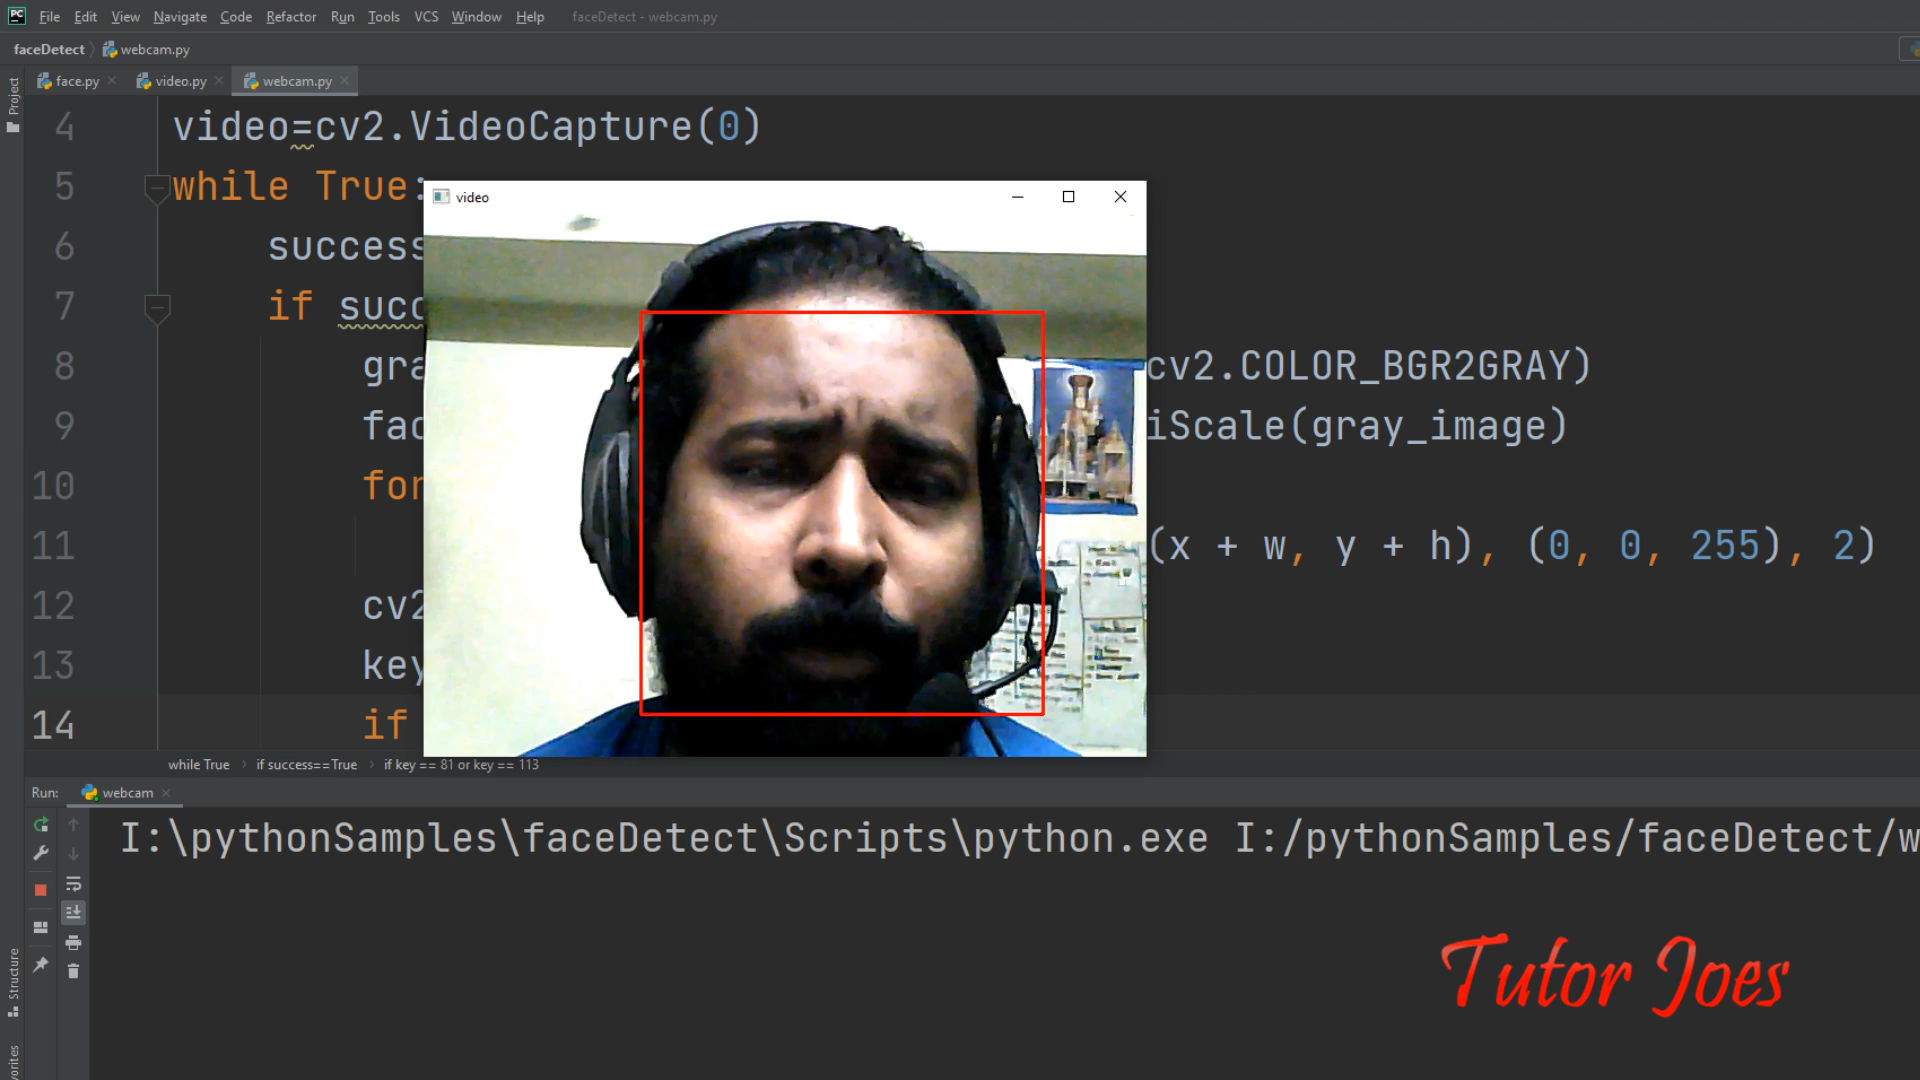 PC File Edit View Navigate Code Refactor Run Tools VCS Window Help faceDetect - webcam.py
faceDetect webcam.py
face.py video.py webcam.py
Project
4 video=cv2.VideoCapture(0)
5 while True:
video
6 success
7 if succ
8 gra cv2.COLOR_BGR2GRAY)
9 fac iScale(gray_image)
10 for
11 (x + w, y + h), (0, 0, 255), 2)
12 cv2
13 key
14 if
while True if success==True if key == 81 or key == 113
Run: webcam
I:\pythonSamples\faceDetect\Scripts\python.exe I:/pythonSamples/faceDetect/w
Structure
vorites
Tutor Joes